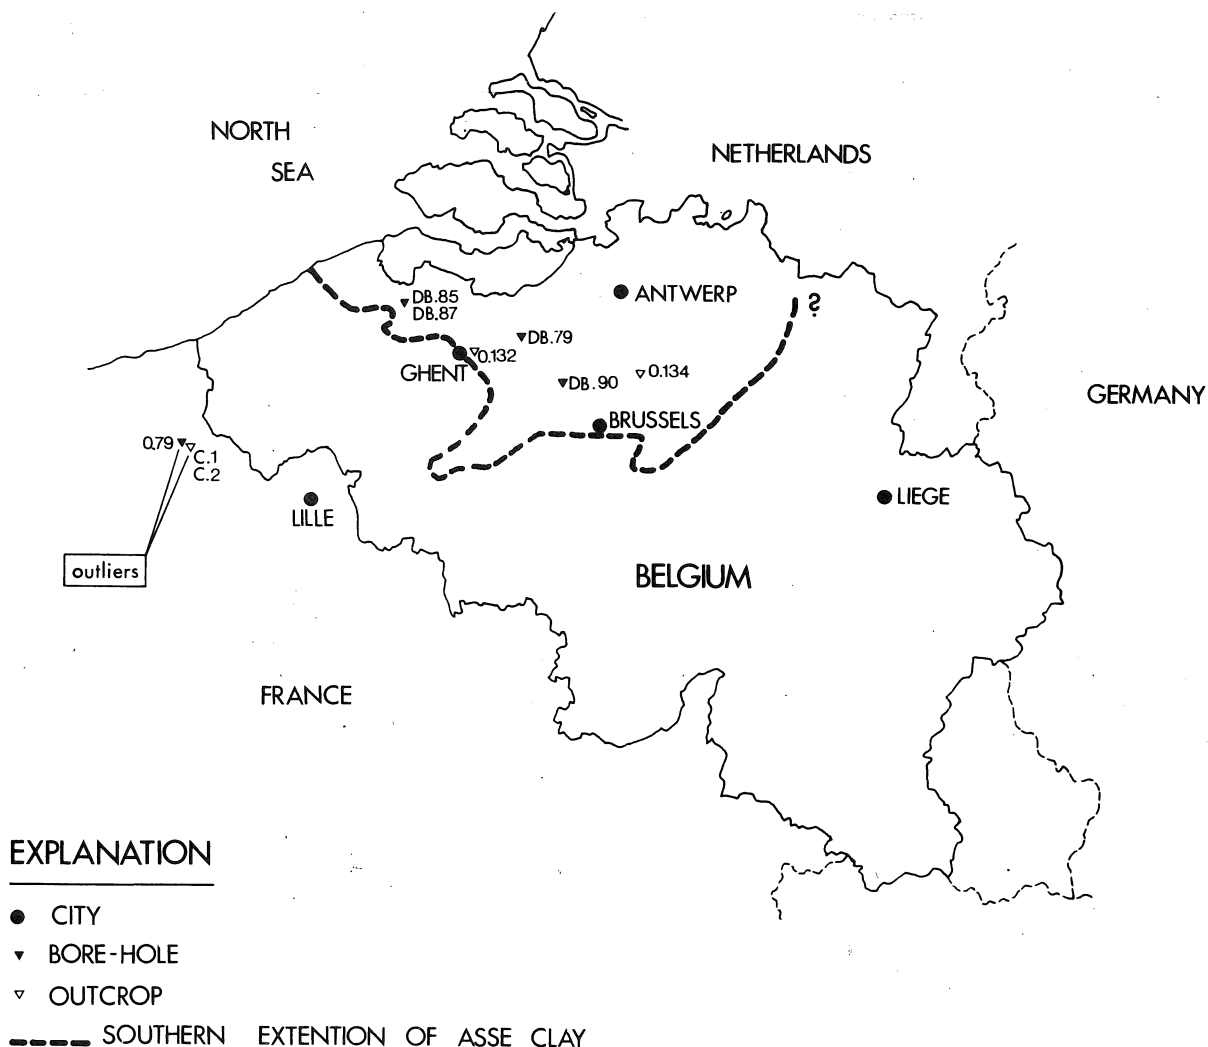 NORTH
SEA
NETHERLANDS
DB.85
DB.87
ANTWERP
?
DB.79
0.132
GHENT
0.134
DB.90
GERMANY
BRUSSELS
0.79
C.1
C.2
LIEGE
LILLE
outliers
BELGIUM
FRANCE
EXPLANATION
CITY
BORE-HOLE
OUTCROP
SOUTHERN EXTENTION OF ASSE CLAY